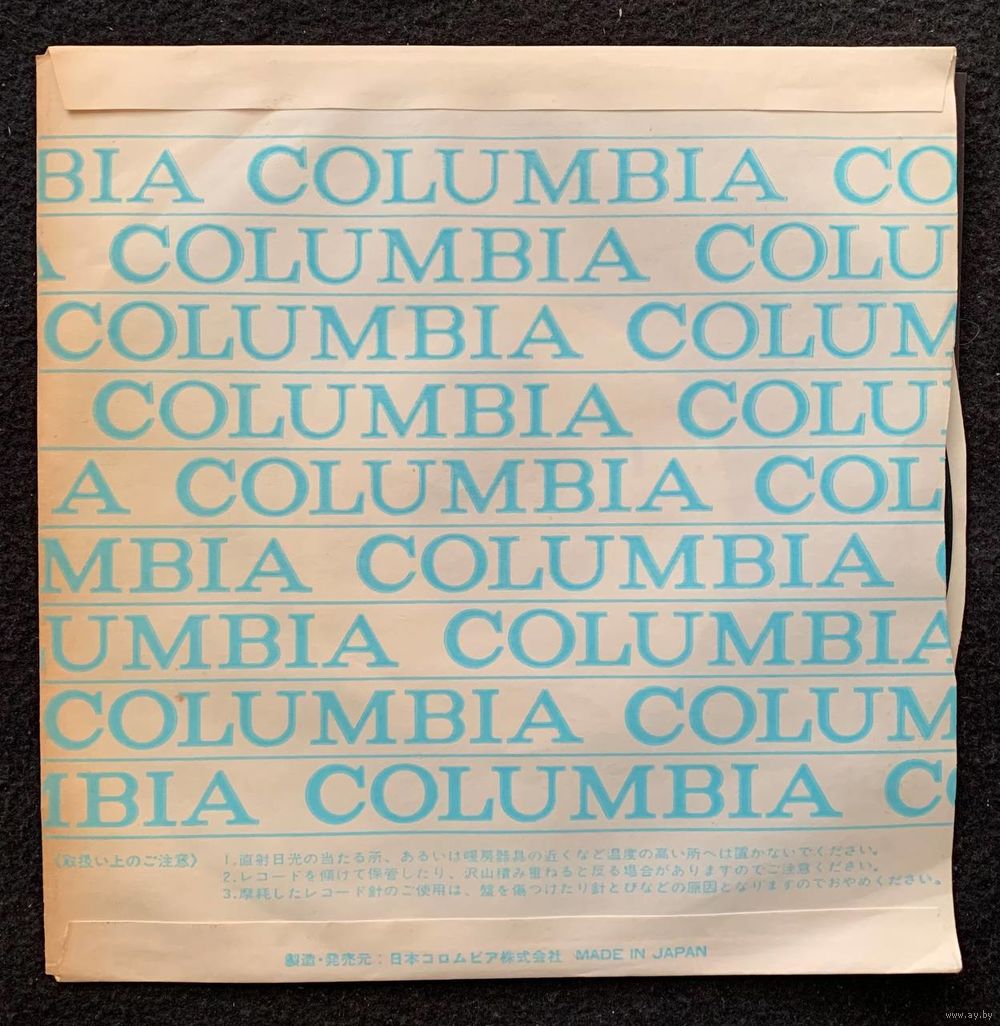 BIA COLUMBIA CO
A COLUMBIA COLU
COLUMBIA COLUM
COLUMBIA COLU
A COLUMBIA COL
MBIA COLUMBIA C
UMBIA COLUMBIA
COLUMBIA COLUM
MBIA COLUMBIA CO
《取扱い上のご注意》 1.直射日光の当たる所、あるいは暖房器具の近くなど温度の高い所へは置かないでください。
2.レコードを傾けて保管したり、沢山積み重ねると反る場合がありますのでご注意ください。
3.摩耗したレコード針のご使用は、盤を傷つけたり針とびなどの原因となりますのでおやめください。
製造・発売元：日本コロムビア株式会社 MADE IN JAPAN
www.ay.by